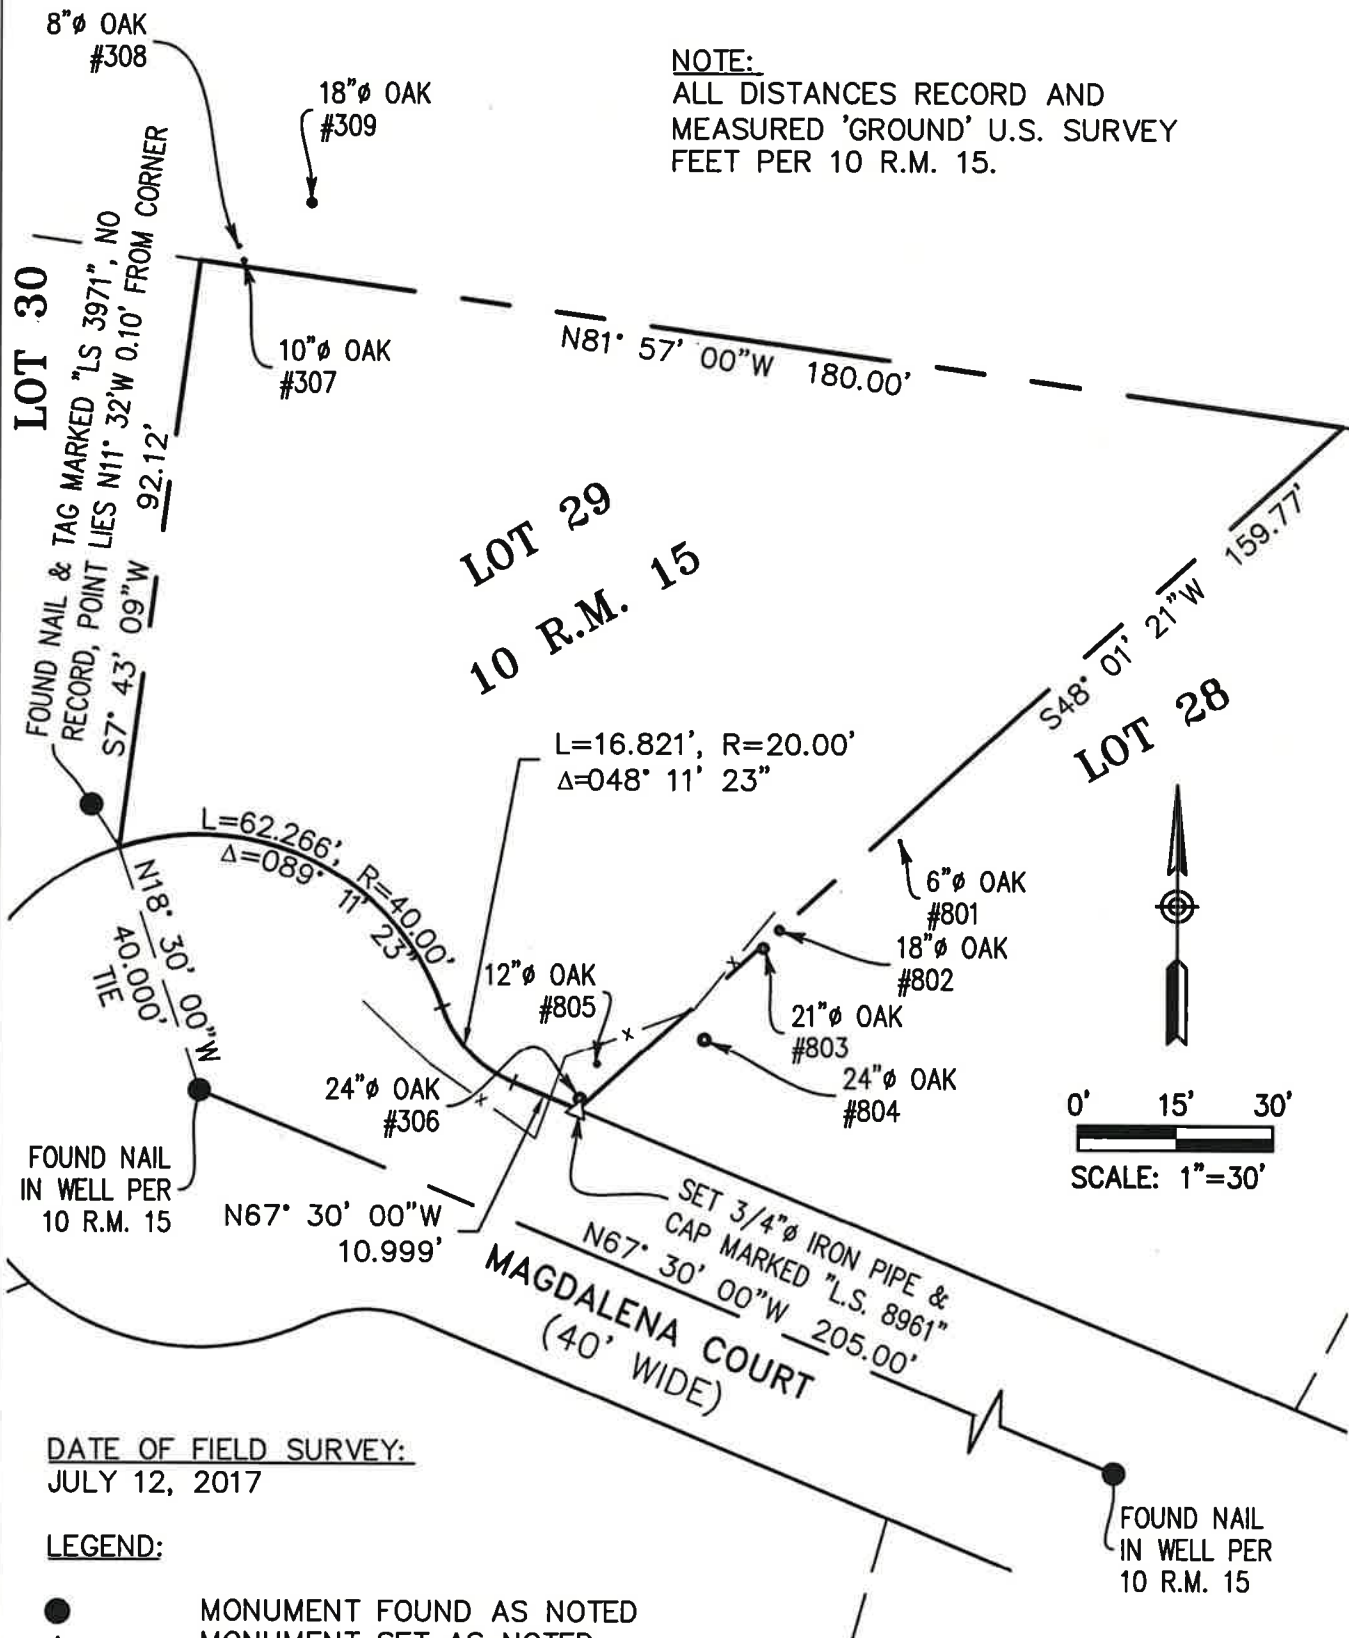 8"ø OAK
#308
18"ø OAK
#309
NOTE:
ALL DISTANCES RECORD AND
MEASURED 'GROUND' U.S. SURVEY
FEET PER 10 R.M. 15.
LOT 30
FOUND NAIL & TAG MARKED "LS 3971", NO
RECORD, POINT LIES N11° 32'W 0.10' FROM CORNER
S7° 43' 09"W 92.12'
10"ø OAK
#307
N81° 57' 00"W 180.00'
LOT 29
10 R.M. 15
S48° 01' 21"W 159.77'
LOT 28
L=16.821', R=20.00'
Δ=048° 11' 23"
L=62.266', R=40.00'
Δ=089° 11' 23"
N18° 30' 00"W
40.000'
TIE
6"ø OAK
#801
18"ø OAK
#802
21"ø OAK
#803
24"ø OAK
#804
12"ø OAK
#805
x
x
x
24"ø OAK
#306
0' 15' 30'
SCALE: 1"=30'
FOUND NAIL
IN WELL PER
10 R.M. 15
N67° 30' 00"W
10.999'
SET 3/4"ø IRON PIPE &
CAP MARKED "L.S. 8961"
N67° 30' 00"W 205.00'
MAGDALENA COURT
(40' WIDE)
DATE OF FIELD SURVEY:
JULY 12, 2017
FOUND NAIL
IN WELL PER
10 R.M. 15
LEGEND:
MONUMENT FOUND AS NOTED
MONUMENT SET AS NOTED